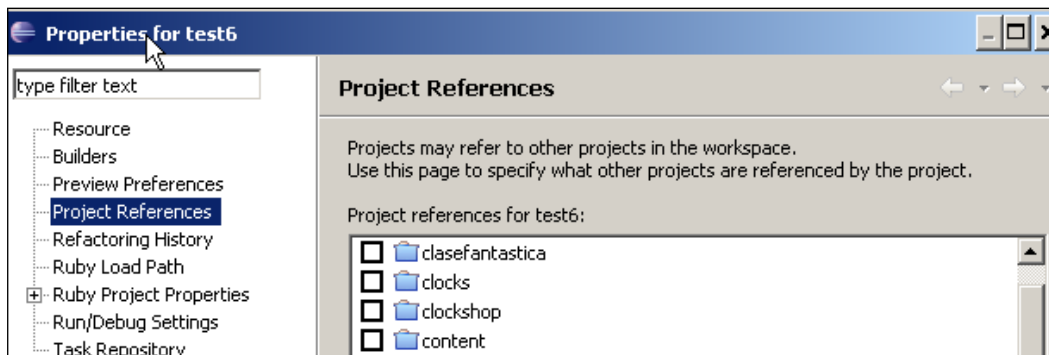 Properties for test6
type filter text
Resource
Builders
Preview Preferences
Project References
Refactoring History
Ruby Load Path
Ruby Project Properties
Run/Debug Settings
Task Repository
Project References
Projects may refer to other projects in the workspace.
Use this page to specify what other projects are referenced by the project.
Project references for test6:
clasefantastica
clocks
clockshop
content